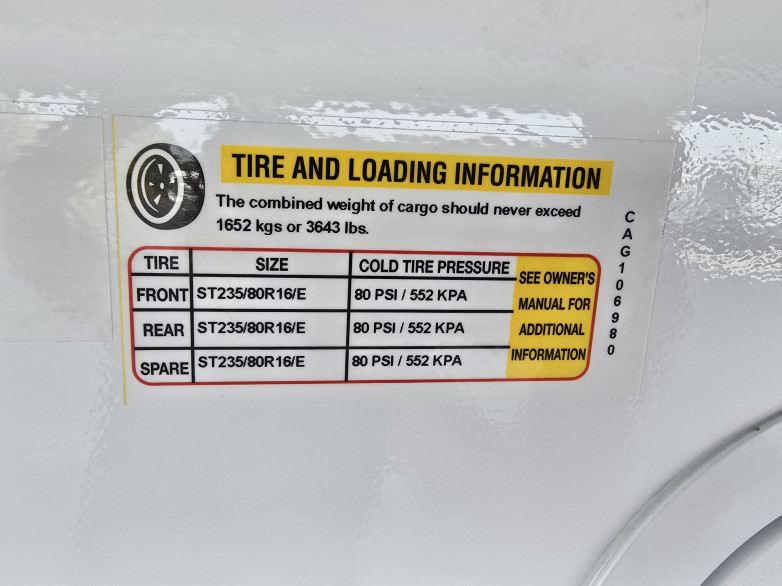 TIRE AND LOADING INFORMATION
The combined weight of cargo should never exceed
1652 kgs or 3643 lbs.
TIRE SIZE COLD TIRE PRESSURE
FRONT ST235/80R16/E 80 PSI / 552 KPA
REAR ST235/80R16/E 80 PSI / 552 KPA
SPARE ST235/80R16/E 80 PSI / 552 KPA
SEE OWNER'S
MANUAL FOR
ADDITIONAL
INFORMATION
CAG106980